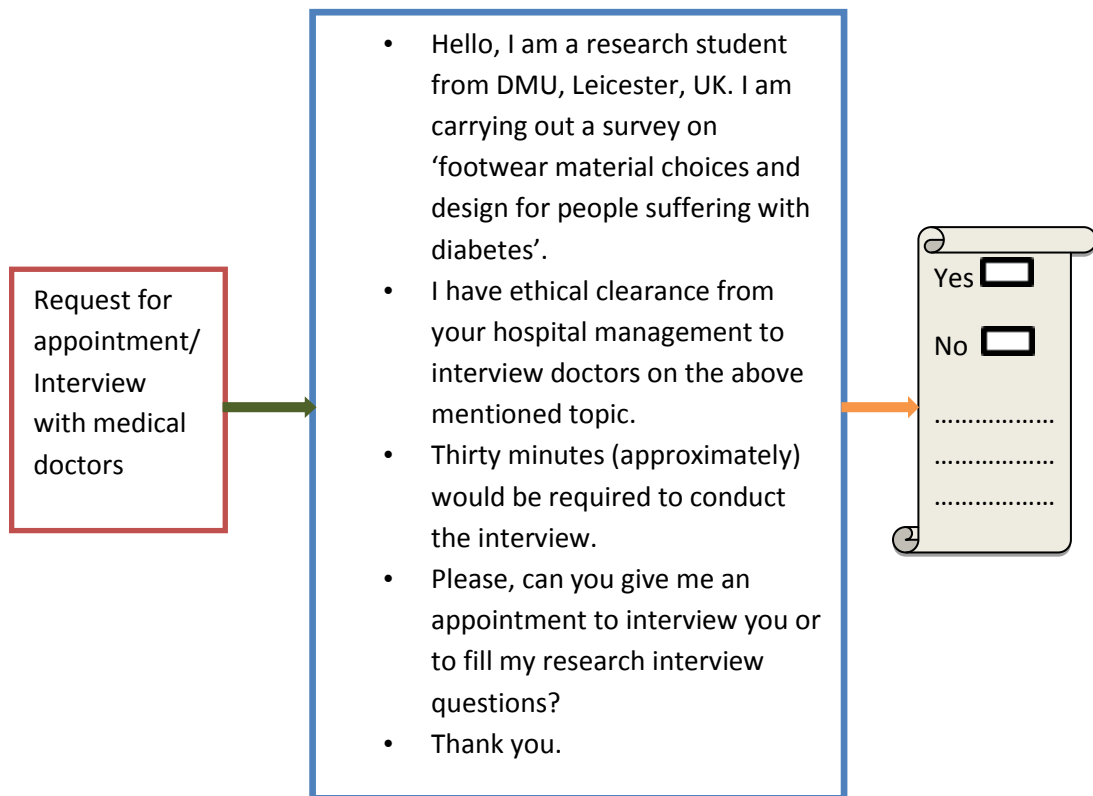 Request for
appointment/
Interview
with medical
doctors
• Hello, I am a research student
from DMU, Leicester, UK. I am
carrying out a survey on
‘footwear material choices and
design for people suffering with
diabetes’.
• I have ethical clearance from
your hospital management to
interview doctors on the above
mentioned topic.
• Thirty minutes (approximately)
would be required to conduct
the interview.
• Please, can you give me an
appointment to interview you or
to fill my research interview
questions?
• Thank you.
Yes
No
………………
………………
………………